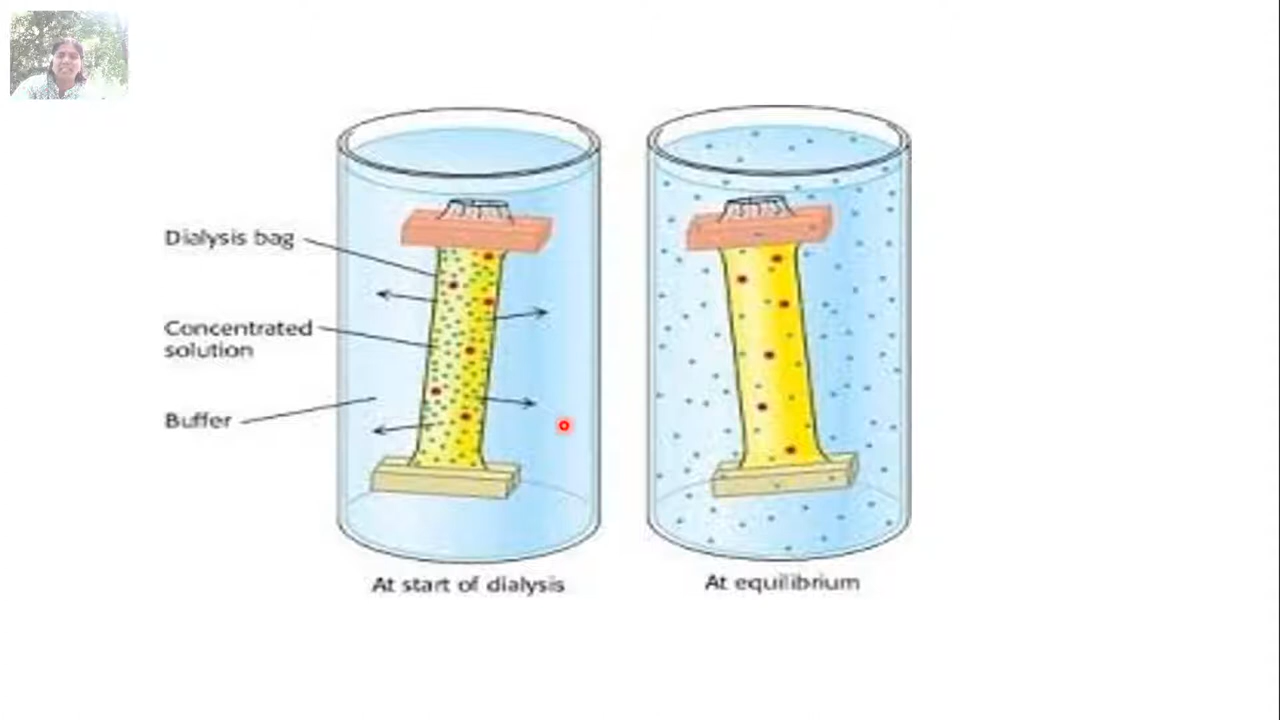 Dialysis bag
Concentrated
solution
Buffer
At start of dialysis
At equilibrium